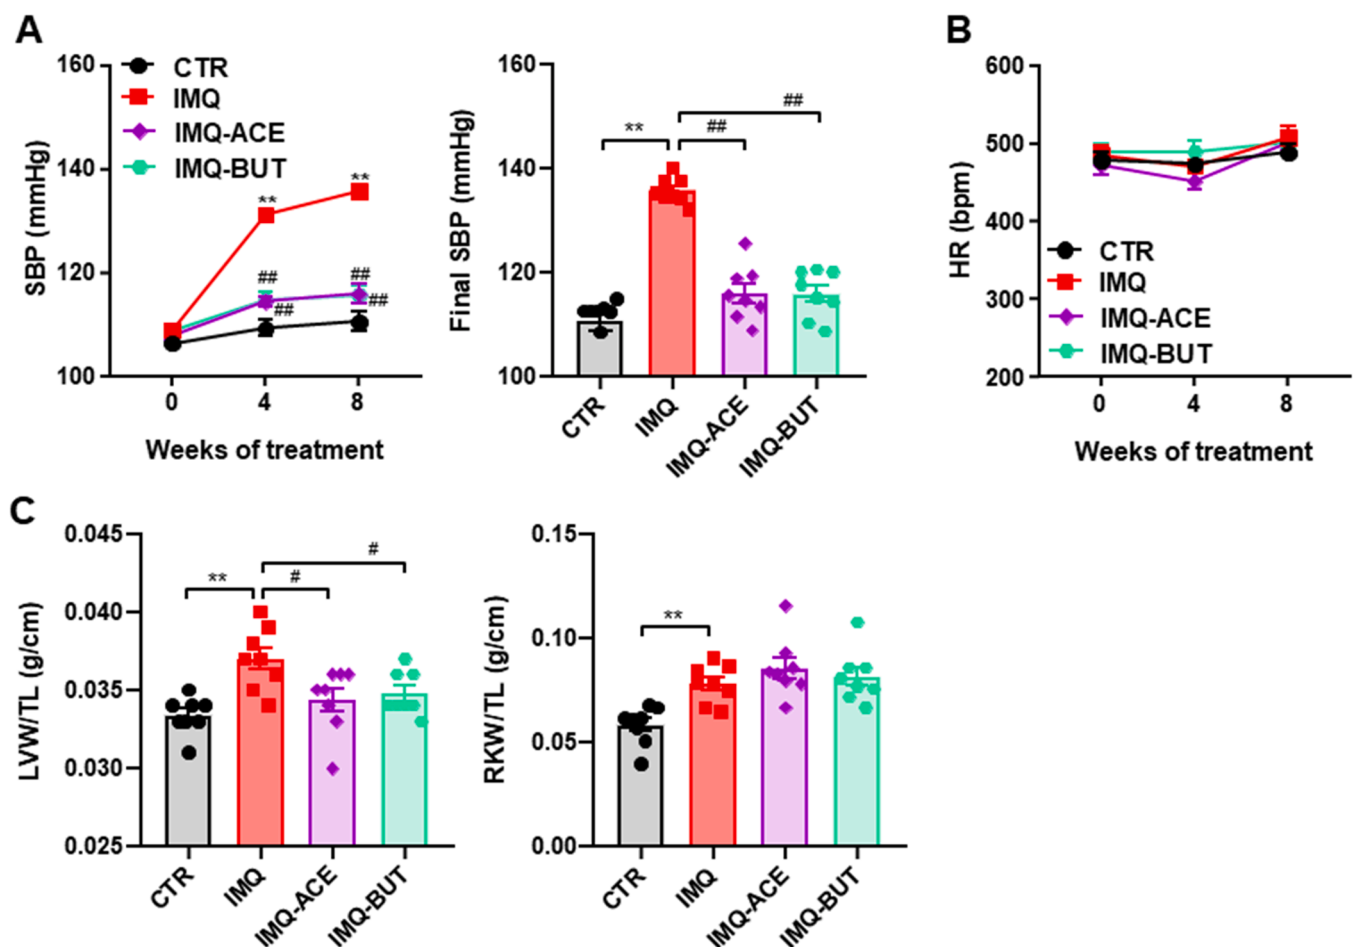 A
160
140
120
100
SBP (mmHg)
CTR
IMQ
IMQ-ACE
IMQ-BUT
**
**
##
##
##
##
0
4
8
Weeks of treatment
160
140
120
100
Final SBP (mmHg)
**
##
##
CTR
IMQ
IMQ-ACE
IMQ-BUT
B
600
500
400
300
200
HR (bpm)
CTR
IMQ
IMQ-ACE
IMQ-BUT
0
4
8
Weeks of treatment
C
0.045
0.040
0.035
0.030
0.025
LVW/TL (g/cm)
**
#
#
CTR
IMQ
IMQ-ACE
IMQ-BUT
0.15
0.10
0.05
0.00
RKW/TL (g/cm)
**
CTR
IMQ
IMQ-ACE
IMQ-BUT